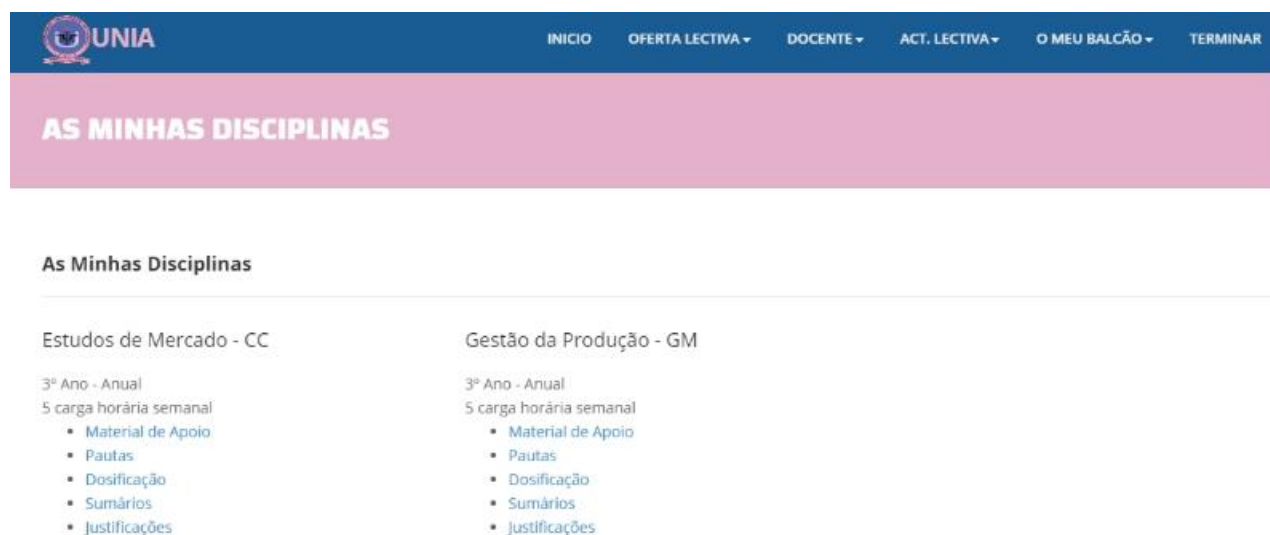 UNIA
INICIO OFERTA LECTIVA DOCENTE ACT. LECTIVA O MEU BALCÃO TERMINAR
AS MINHAS DISCIPLINAS
As Minhas Disciplinas
Estudos de Mercado - CC
3º Ano - Anual
5 carga horária semanal
Material de Apoio
Pautas
Dosificação
Sumários
Justificações
Gestão da Produção - GM
3º Ano - Anual
5 carga horária semanal
Material de Apoio
Pautas
Dosificação
Sumários
Justificações